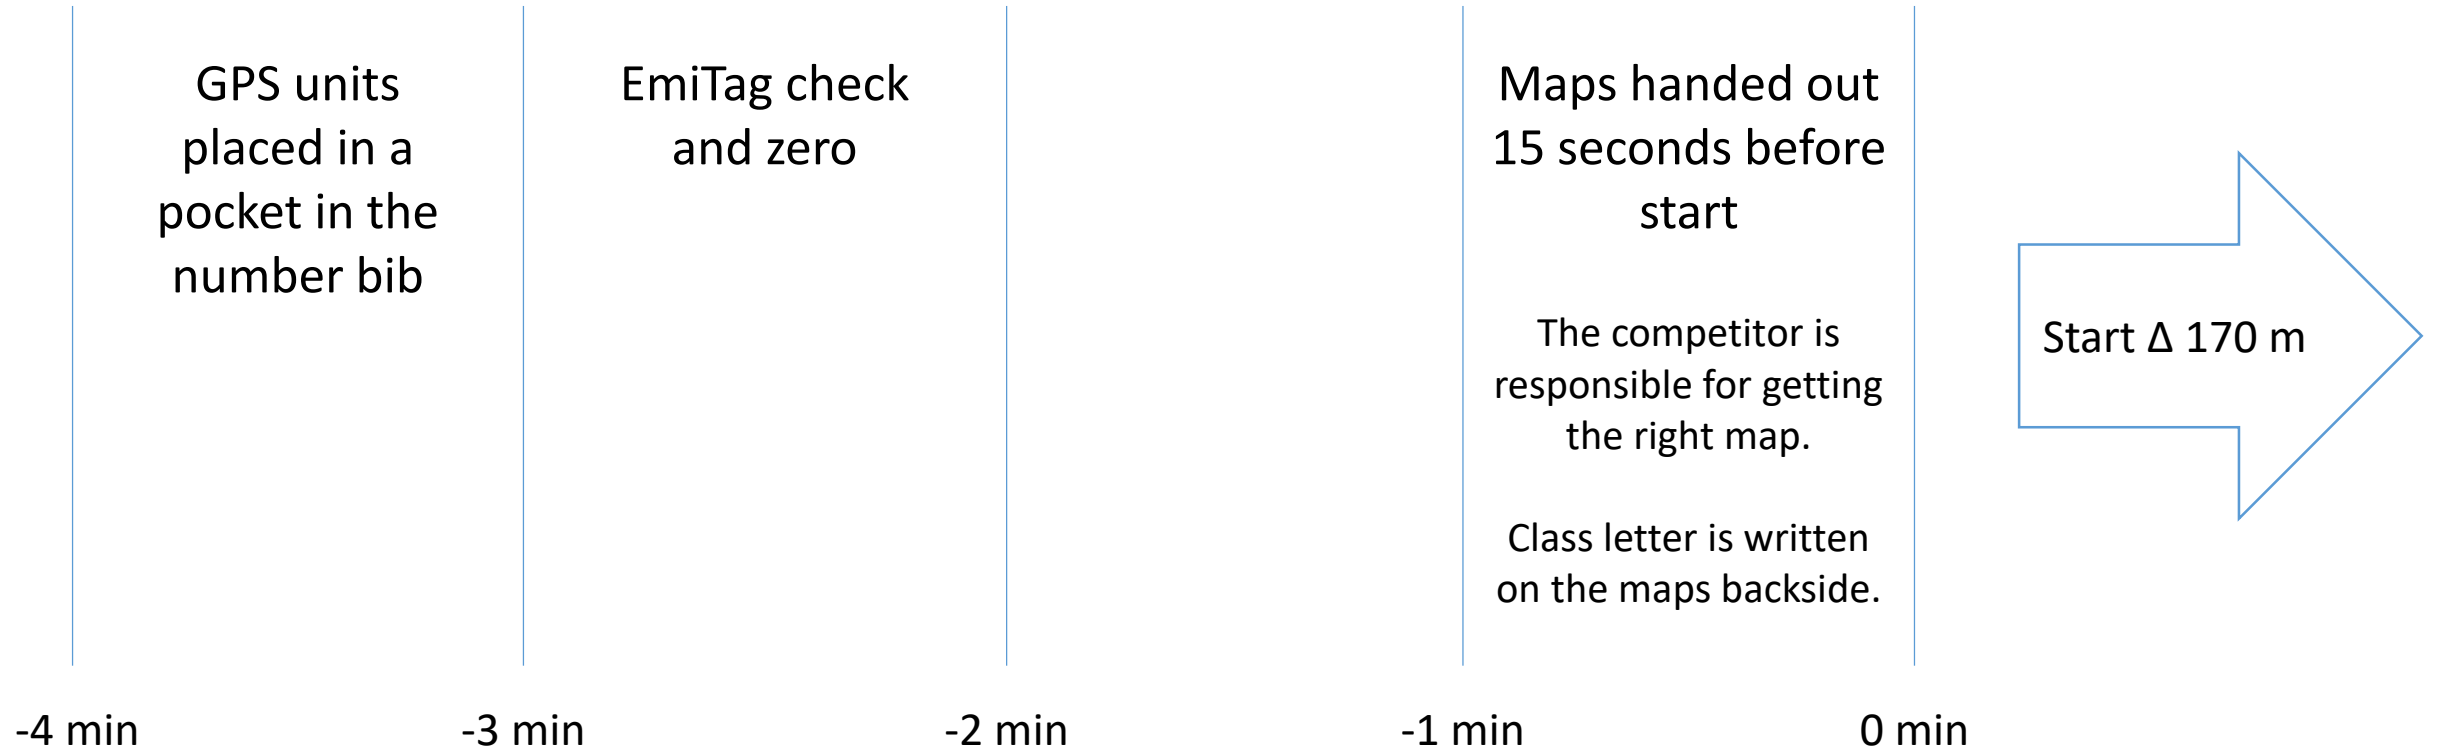 GPS units
placed in a
pocket in the
number bib
EmiTag check
and zero
Maps handed out
15 seconds before
start
The competitor is
responsible for getting
the right map.
Class letter is written
on the maps backside.
Start Δ 170 m
-4 min
-3 min
-2 min
-1 min
0 min